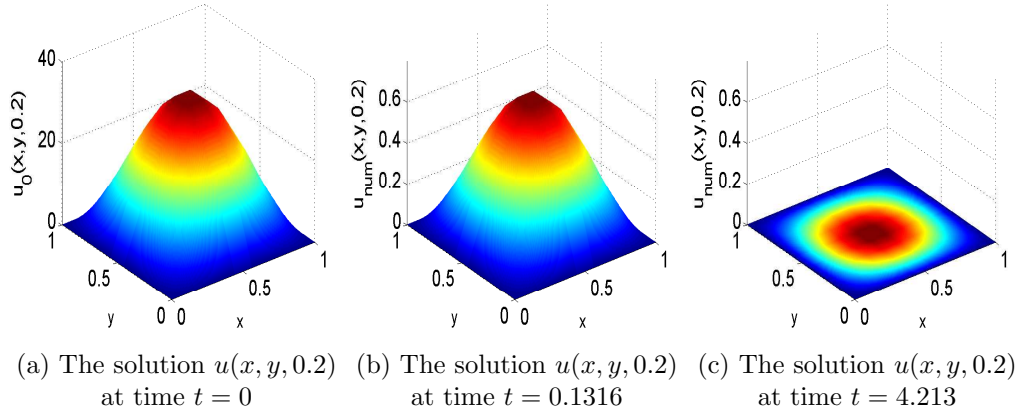 40
20
0
u_0(x,y,0.2)
1
0.5
0
y
0
0.5
1
x
0.6
0.4
0.2
0
u_num(x,y,0.2)
1
0.5
0
y
0
0.5
1
x
0.6
0.4
0.2
0
u_num(x,y,0.2)
1
0.5
0
y
0
0.5
1
x
(a) The solution u(x, y, 0.2)
at time t = 0
(b) The solution u(x, y, 0.2)
at time t = 0.1316
(c) The solution u(x, y, 0.2)
at time t = 4.213